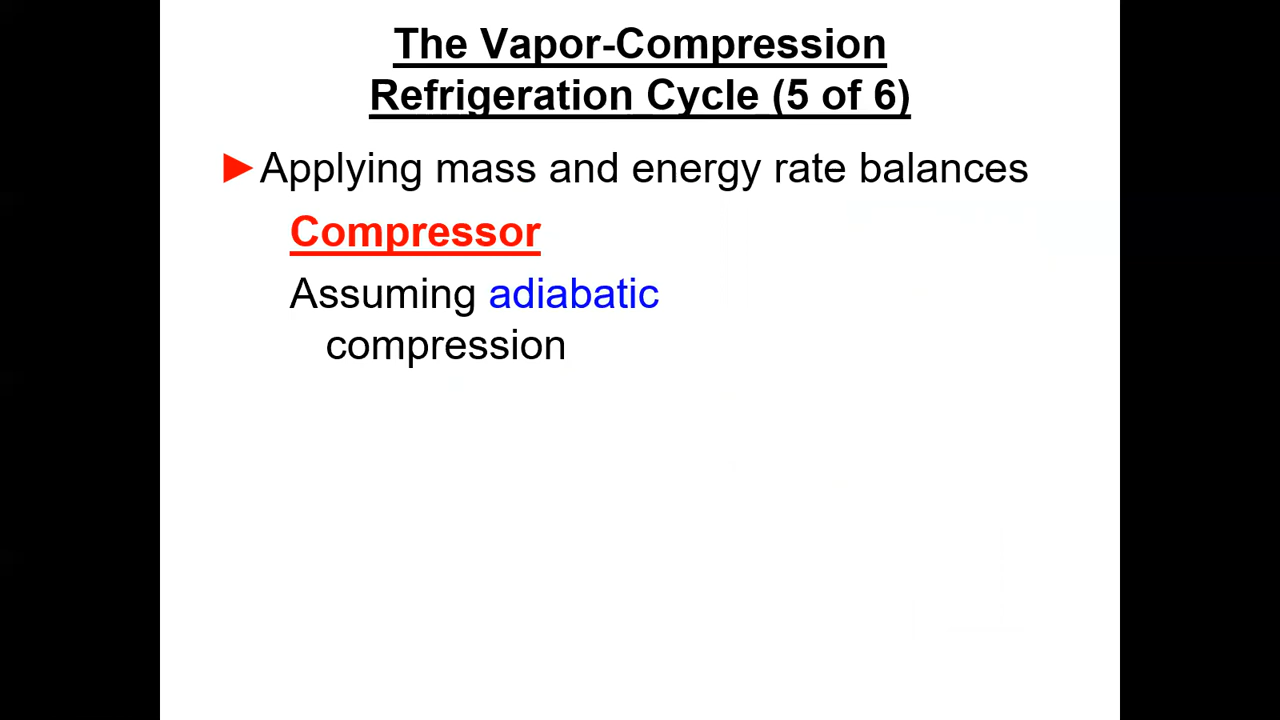 The Vapor-Compression
Refrigeration Cycle (5 of 6)
►Applying mass and energy rate balances
Compressor
Assuming adiabatic
compression